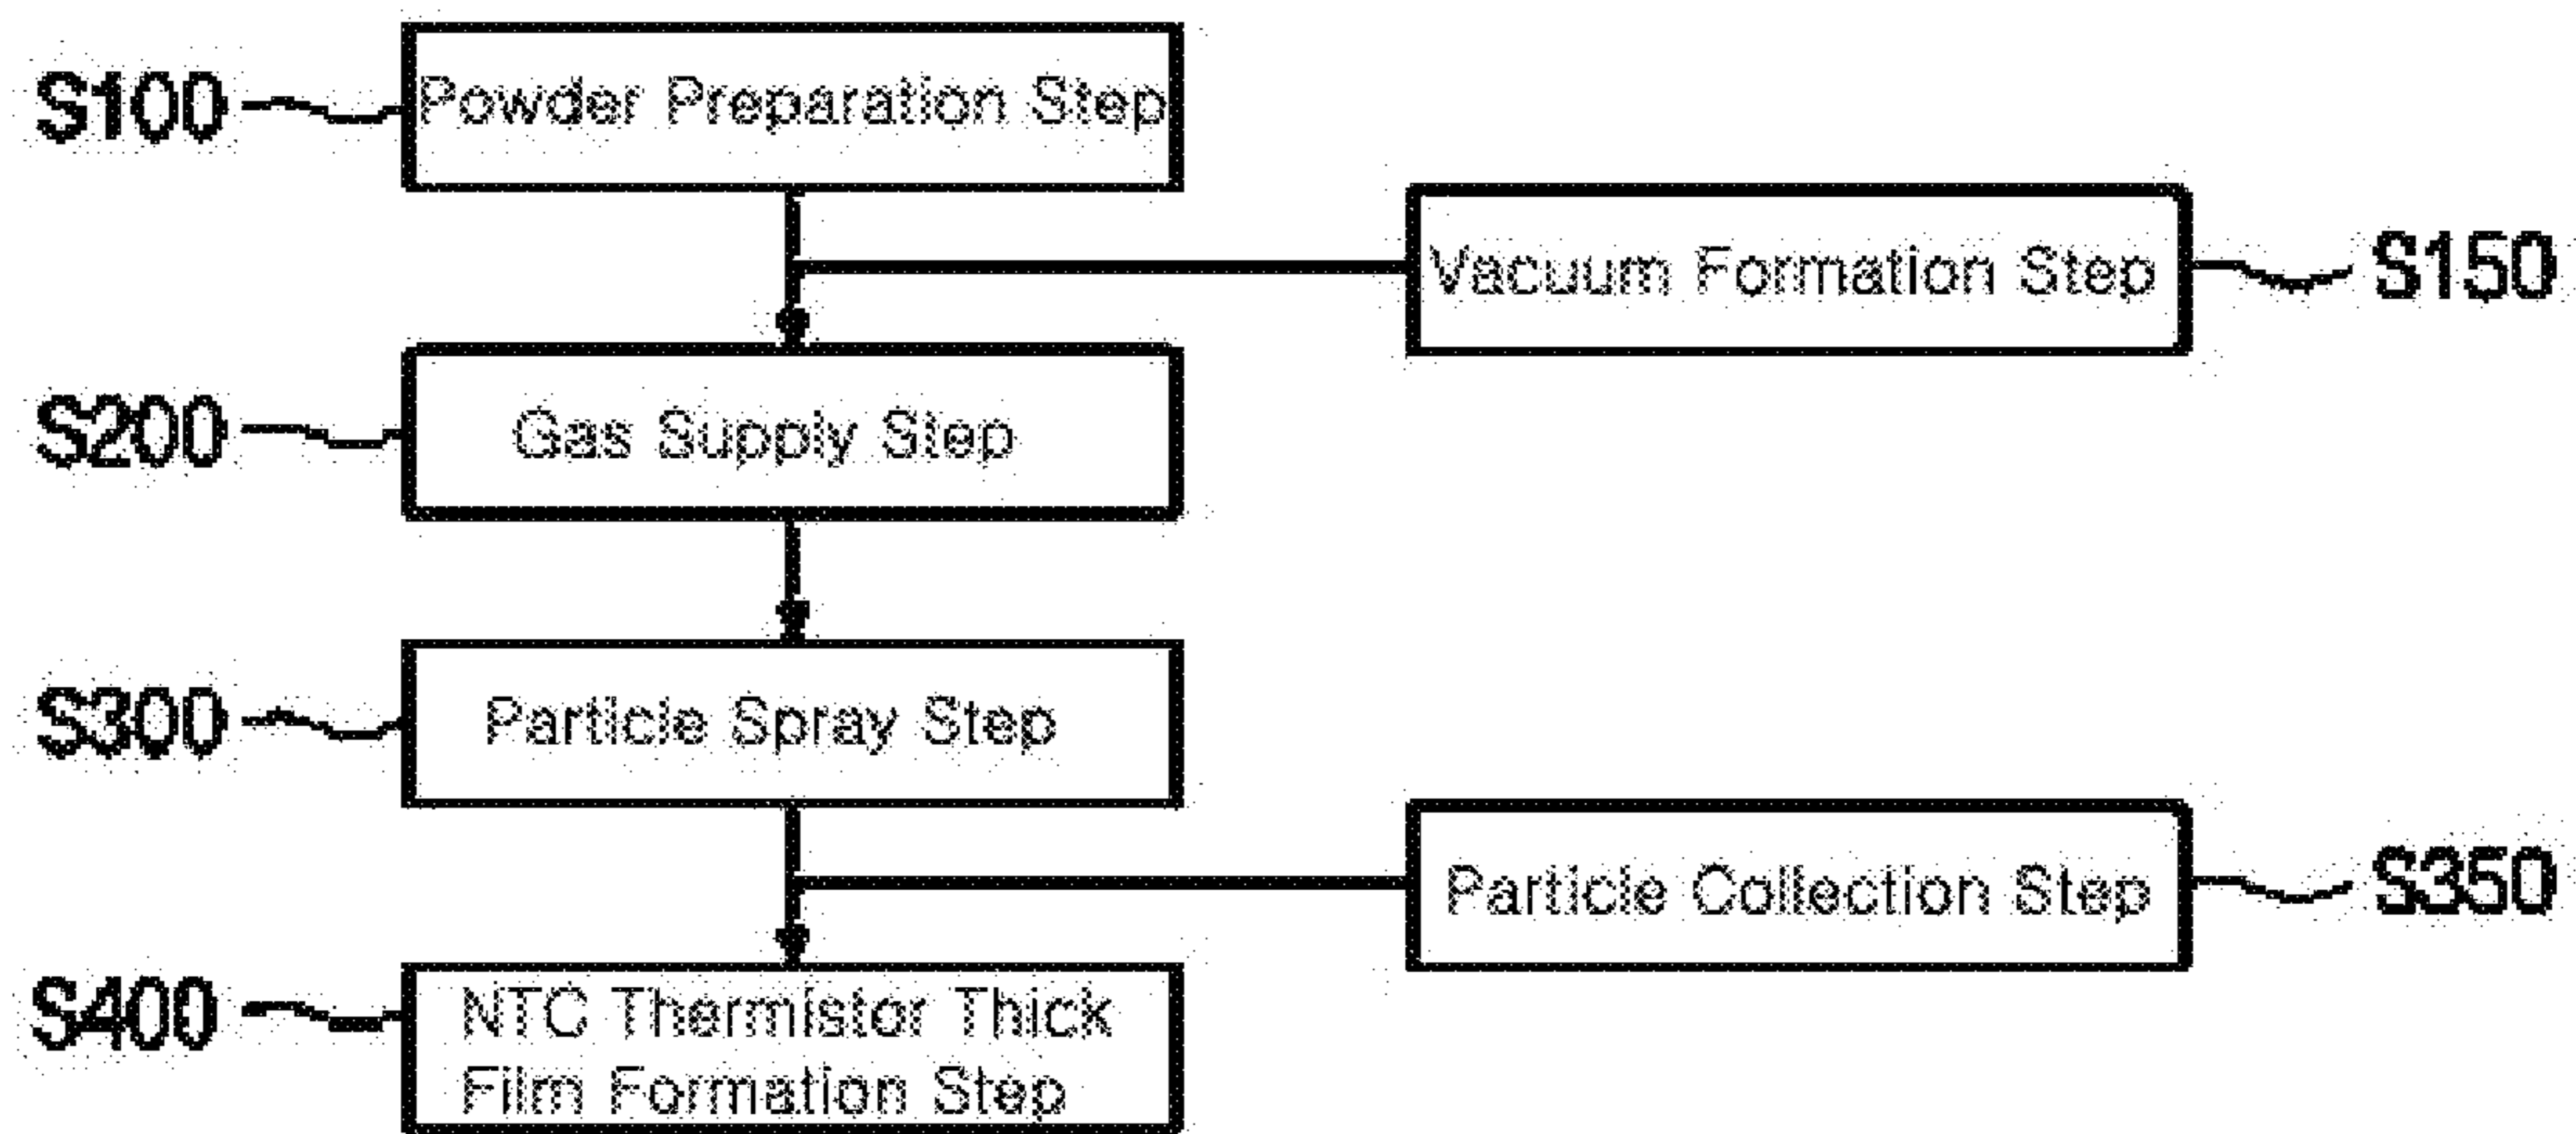 S100
Powder Preparation Step
Vacuum Formation Step
S150
S200
Gas Supply Step
S300
Particle Spray Step
Particle Collection Step
S350
S400
NTC Thermistor Thick
Film Formation Step